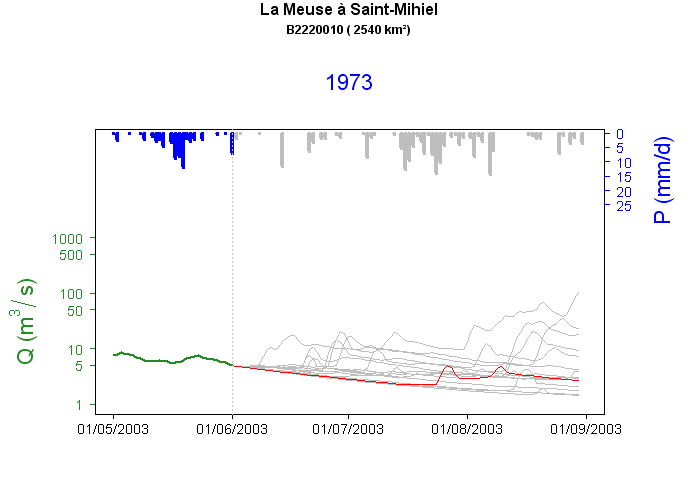 La Meuse à Saint-Mihiel
B2220010 ( 2540 km²)
1973
0
5
10
15
20
25
P (mm/d)
1000
500
100
50
10
5
1
Q (m³/ s)
01/05/2003 01/06/2003 01/07/2003 01/08/2003 01/09/2003